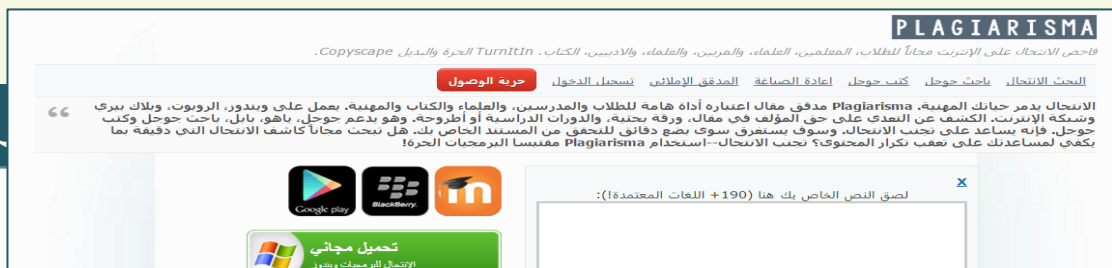 PLAGIARISMA
فاحص الانتحال على الإنترنت مجاناً للطلاب، المعلمين، العلماء، والمربين، والعلماء، والادبيين، الكتاب. TurnItIn الحرة والبديل Copyscape.
البحث الانتحال باحث جوجل كتب جوجل اعادة الصياغة المدقق الإملائي تسجيل الدخول حرية الوصول
الانتحال يدمر حياتك المهنية. Plagiarisma مدقق مقال اعتباره أداة هامة للطلاب والمدرسين، والعلماء والكتاب والمهنية. يعمل على ويندوز، الروبوت، وبلاك بيري
وشبكة الإنترنت. الكشف عن التعدي على حق المؤلف في مقال، ورقة بحثية، والدورات الدراسية أو أطروحة. وهو يدعم جوجل، ياهو، بابل، باحث جوجل وكتب
جوجل. فإنه يساعد على تجنب الانتحال. وسوف يستغرق سوى بضع دقائق للتحقق من المستند الخاص بك. هل تبحث مجانا كاشف الانتحال التي دقيقة بما
يكفي لمساعدتك على تعقب تكرار المحتوى؟ تجنب الانتحال--استخدام Plagiarisma مقتبسا البرمجيات الحرة!
x
لصق النص الخاص بك هنا (190+ اللغات المعتمدة!):
Google play
BlackBerry.
m
تحميل مجاني
الانتحال للبرمجيات ويندوز